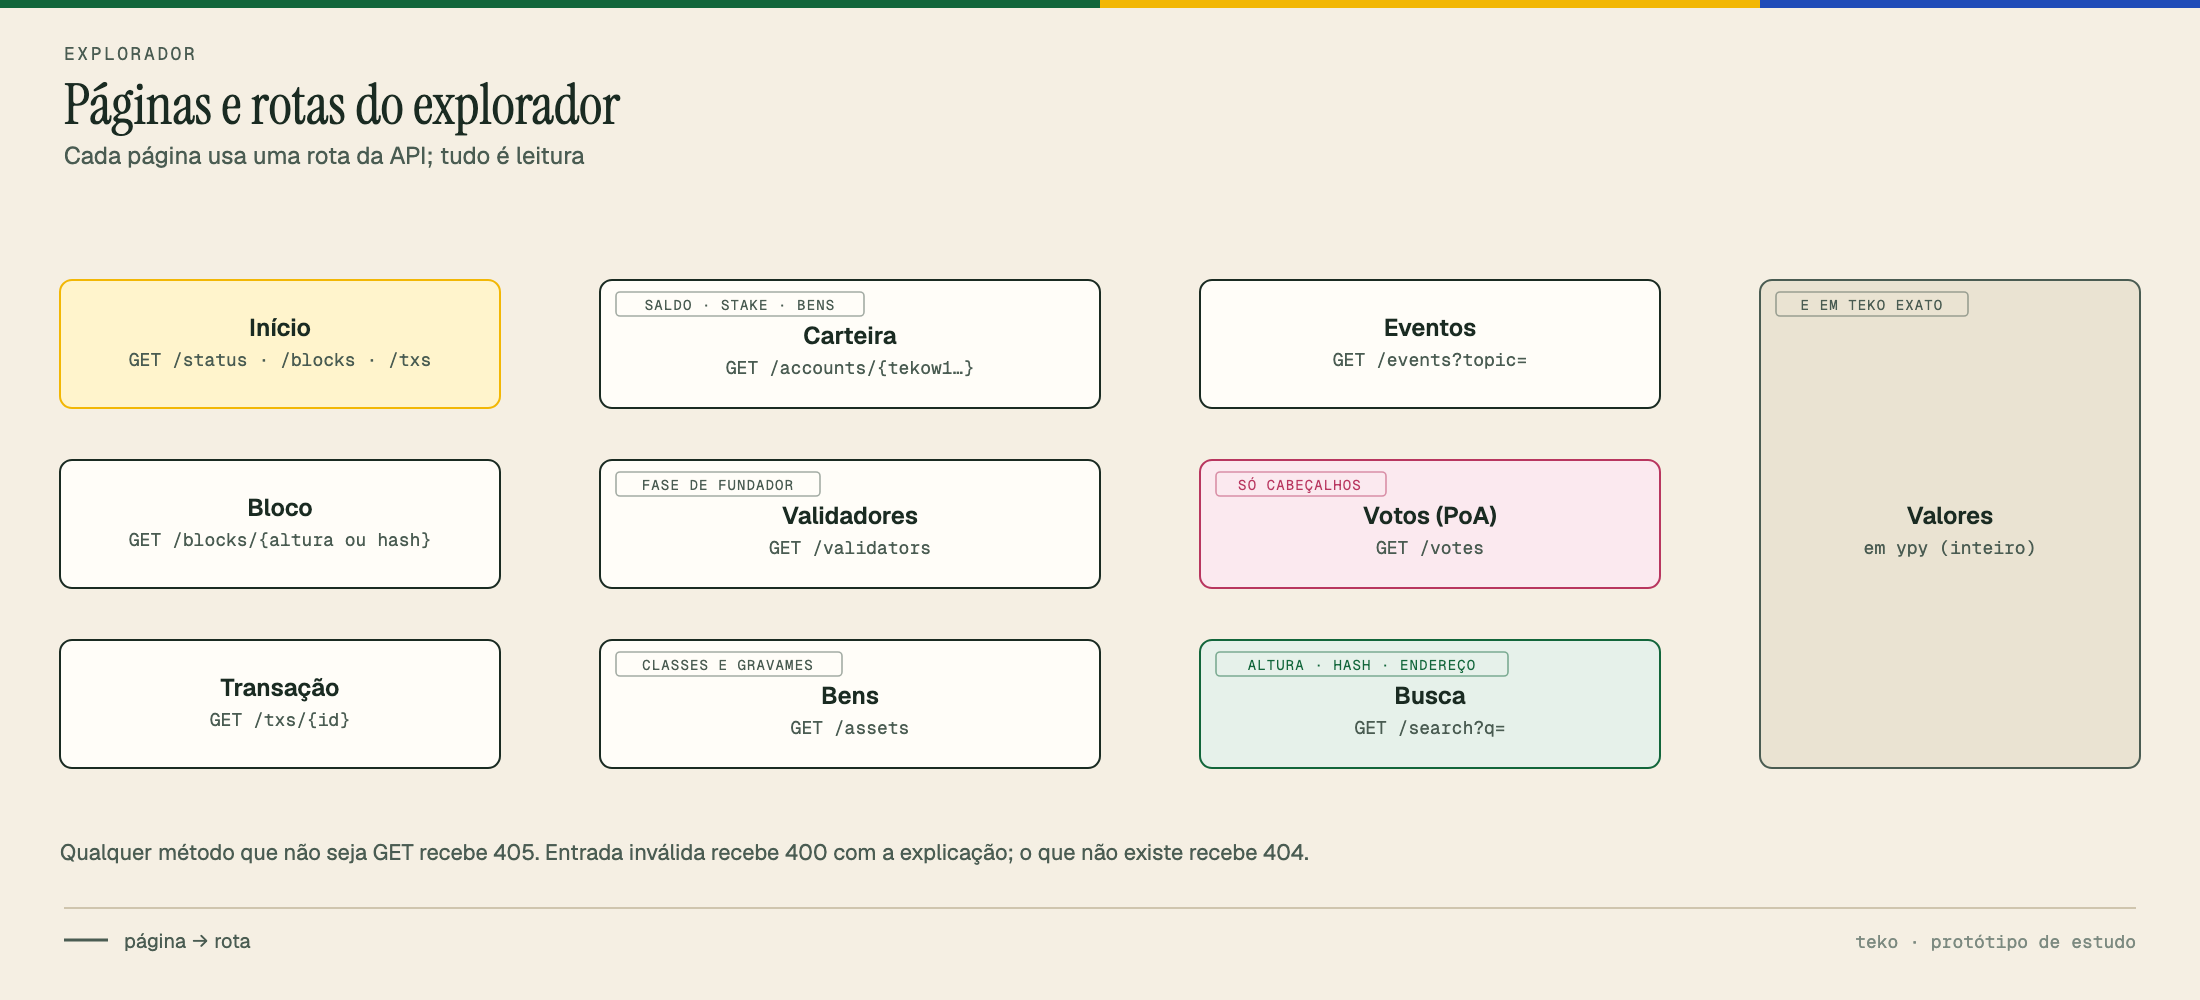 EXPLORADOR
Páginas e rotas do explorador
Cada página usa uma rota da API; tudo é leitura
Início
GET /status · /blocks · /txs
SALDO · STAKE · BENS
Carteira
GET /accounts/{tekow1…}
Eventos
GET /events?topic=
E EM TEKO EXATO
Valores
em ypy (inteiro)
Bloco
GET /blocks/{altura ou hash}
FASE DE FUNDADOR
Validadores
GET /validators
SÓ CABEÇALHOS
Votos (PoA)
GET /votes
Transação
GET /txs/{id}
CLASSES E GRAVAMES
Bens
GET /assets
ALTURA · HASH · ENDEREÇO
Busca
GET /search?q=
Qualquer método que não seja GET recebe 405. Entrada inválida recebe 400 com a explicação; o que não existe recebe 404.
página → rota
teko · protótipo de estudo